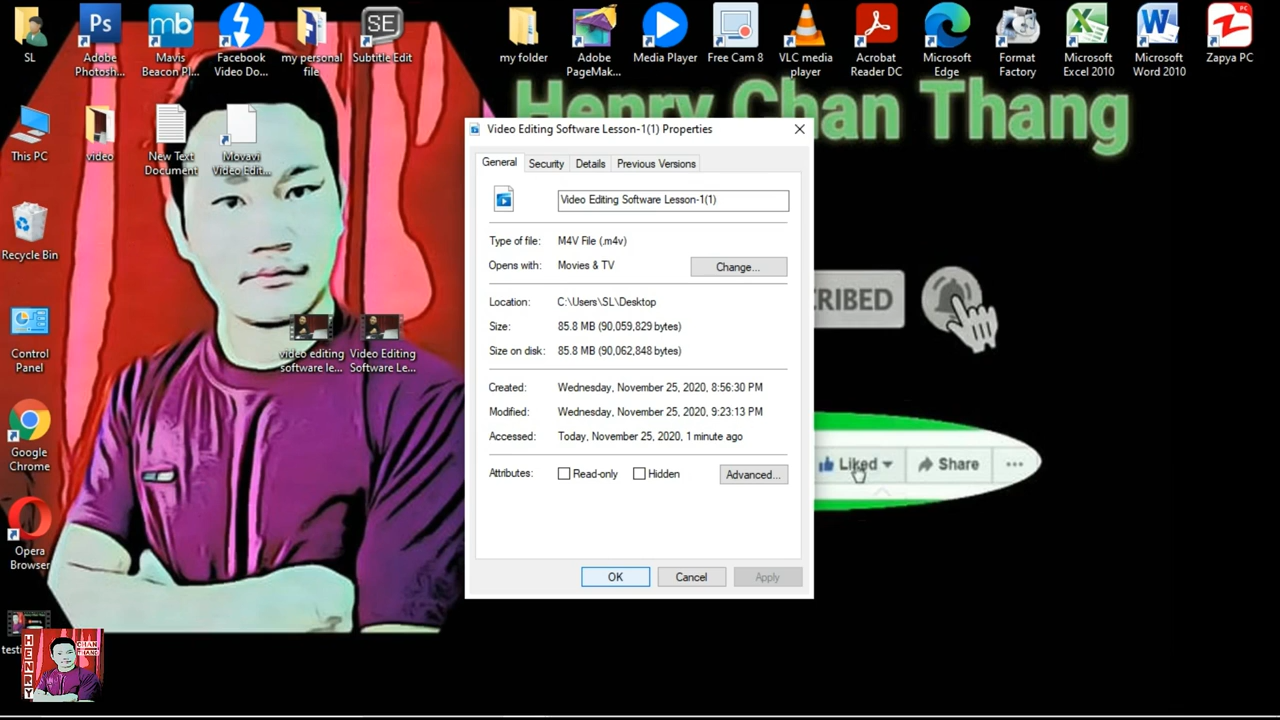 SL
Adobe Photosh...
Mavis Beacon Pl...
Facebook Video Do...
my personal file
Subtitle Edit
my folder
Adobe PageMak...
Media Player
Free Cam 8
VLC media player
Acrobat Reader DC
Microsoft Edge
Format Factory
Microsoft Excel 2010
Microsoft Word 2010
Zapya PC
Ps
mb
SE
PC
Henry Chan Thang
This PC
video
New Text Document
Movavi Video Edit...
Recycle Bin
Control Panel
video editing software le...
Video Editing Software Le...
Google Chrome
Opera Browser
HENRY
CHAN
THANG
Video Editing Software Lesson-1(1) Properties
General Security Details Previous Versions
Video Editing Software Lesson-1(1)
Type of file: M4V File (.m4v)
Opens with: Movies & TV Change...
Location: C:\Users\SL\Desktop
Size: 85.8 MB (90,059,829 bytes)
Size on disk: 85.8 MB (90,062,848 bytes)
Created: Wednesday, November 25, 2020, 8:56:30 PM
Modified: Wednesday, November 25, 2020, 9:23:13 PM
Accessed: Today, November 25, 2020, 1 minute ago
Attributes: Read-only Hidden Advanced...
OK Cancel Apply
RIBED
Liked Share